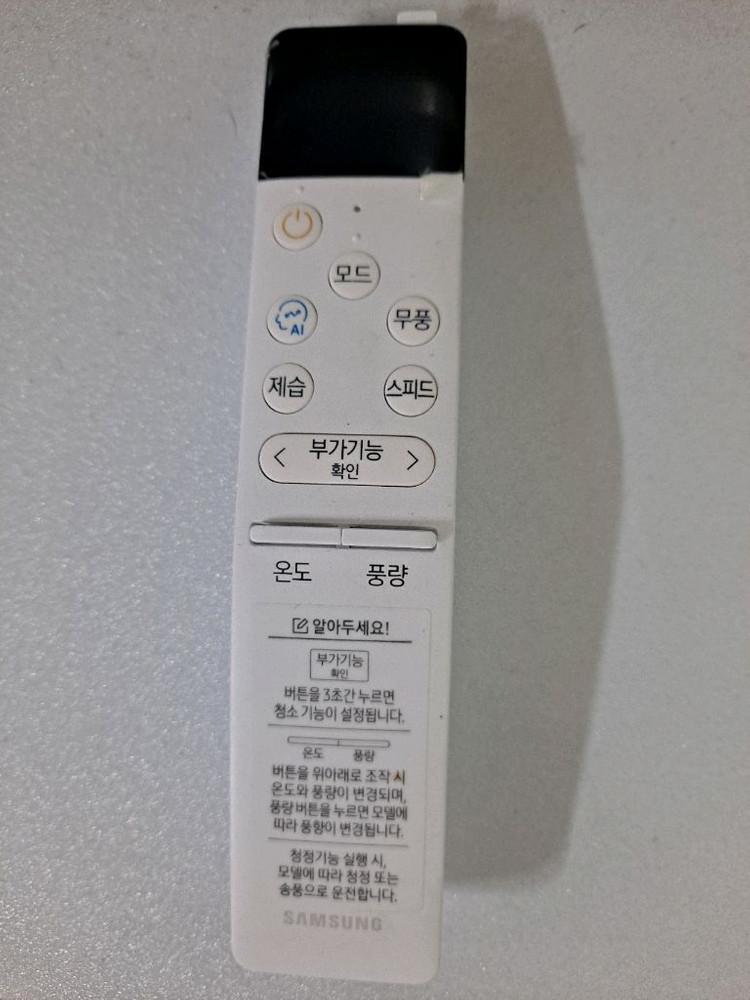 모드
AI
무풍
제습
스피드
< 부가기능 >
확인
온도
풍량
알아두세요!
부가기능
확인
버튼을 3초간 누르면
청소 기능이 설정됩니다.
온도 풍량
버튼을 위아래로 조작 시
온도와 풍량이 변경되며,
풍량 버튼을 누르면 모델에
따라 풍향이 변경됩니다.
청정기능 실행 시,
모델에 따라 청정 또는
송풍으로 운전합니다.
SAMSUNG